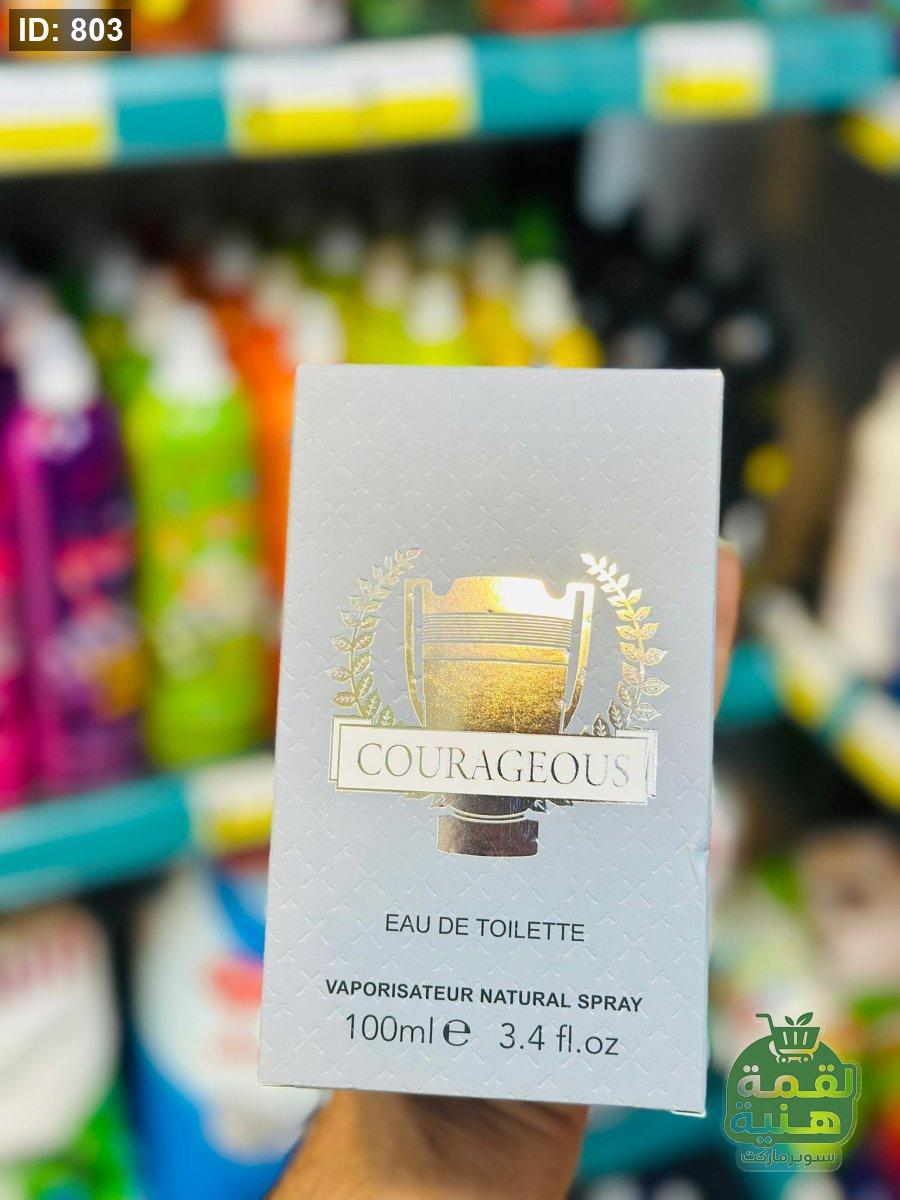 ID: 803
COURAGEOUS
EAU DE TOILETTE
VAPORISATEUR NATURAL SPRAY
100ml ℮ 3.4 fl.oz
لقمة
هنية
سوبرماركت